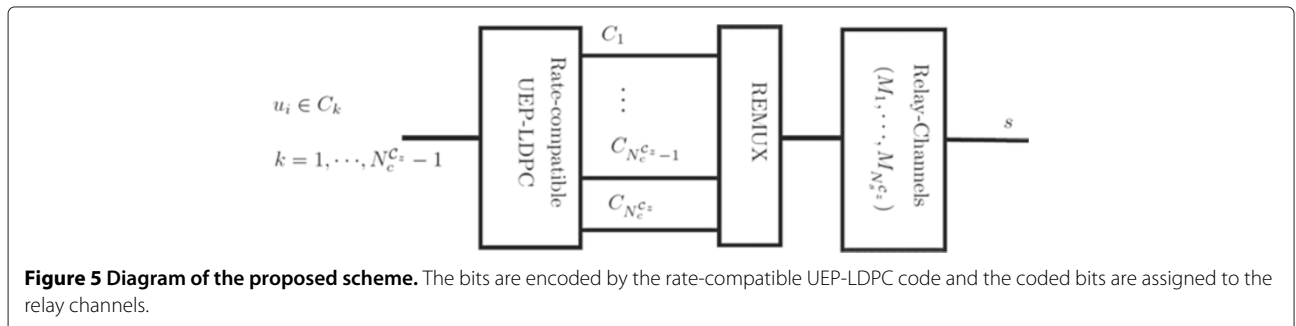 u_i ∈ C_k
k = 1, ···, N_c^{C_z} − 1
Rate-compatible
UEP-LDPC
C_1
⋮
C_{N_c^{C_z}−1}
C_{N_c^{C_z}}
REMUX
Relay-Channels
(M_1, ···, M_{N_s^{C_z}})
s
Figure 5 Diagram of the proposed scheme. The bits are encoded by the rate-compatible UEP-LDPC code and the coded bits are assigned to the
relay channels.